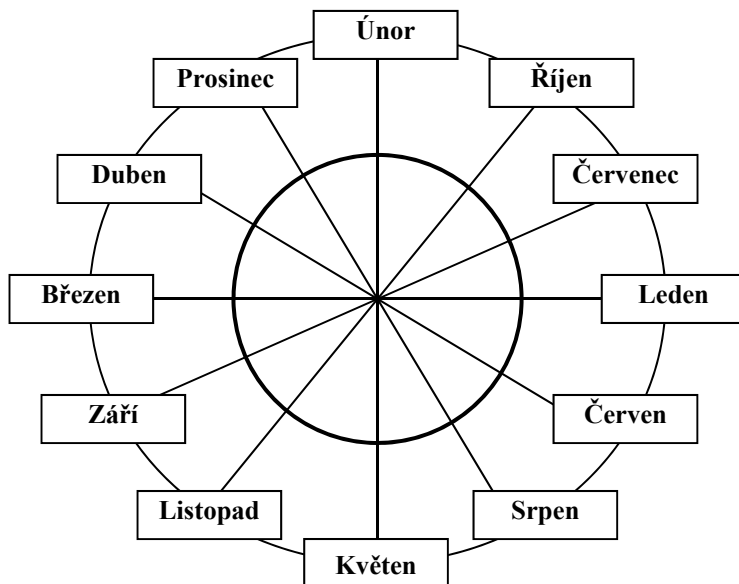 Únor
Prosinec
Říjen
Duben
Červenec
Březen
Leden
Září
Červen
Listopad
Srpen
Květen